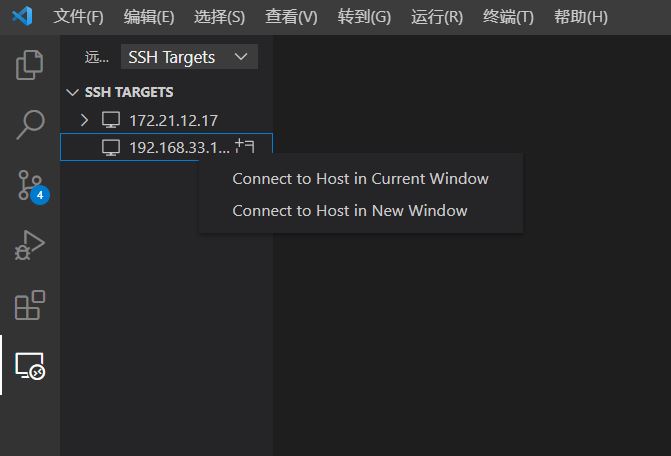 文件(F) 编辑(E) 选择(S) 查看(V) 转到(G) 运行(R) 终端(T) 帮助(H)
远... SSH Targets
SSH TARGETS
172.21.12.17
192.168.33.1...
Connect to Host in Current Window
Connect to Host in New Window
4